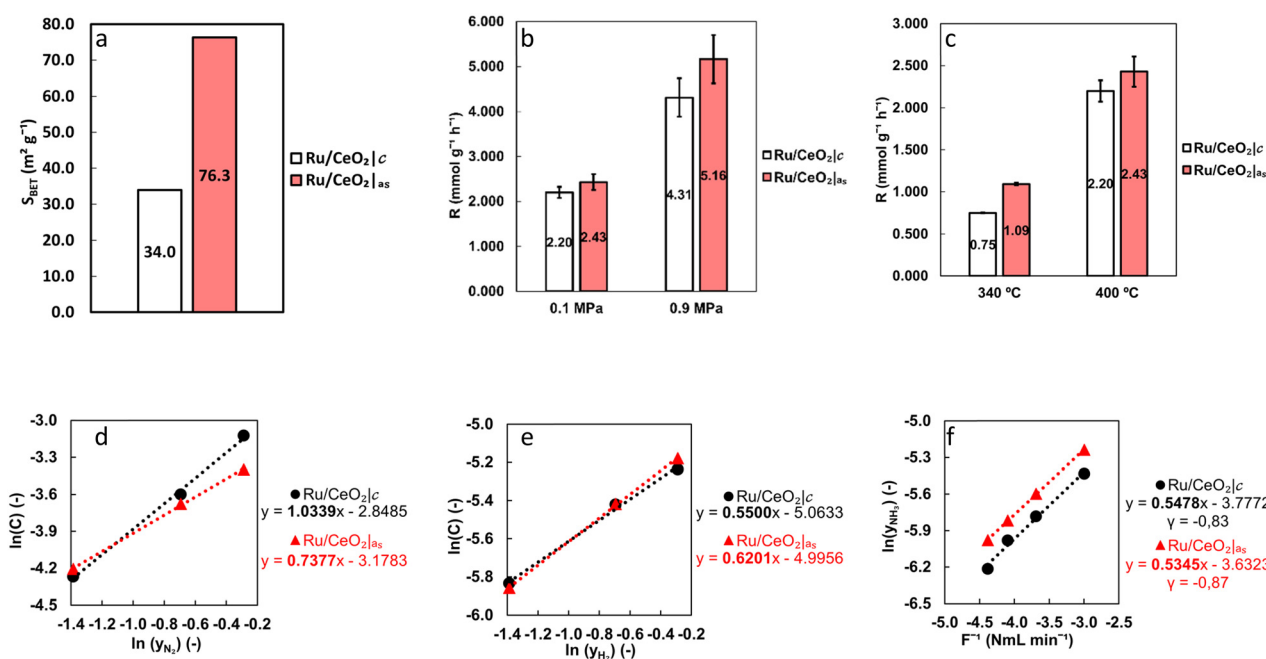 a
S_BET (m² g⁻¹)
80.0
70.0
60.0
50.0
40.0
30.0
20.0
10.0
0.0
34.0
76.3
Ru/CeO₂|c
Ru/CeO₂|as
b
R (mmol g⁻¹ h⁻¹)
6.000
5.000
4.000
3.000
2.000
1.000
0.000
2.20
2.43
4.31
5.16
0.1 MPa
0.9 MPa
Ru/CeO₂|c
Ru/CeO₂|as
c
R (mmol g⁻¹ h⁻¹)
3.000
2.500
2.000
1.500
1.000
0.500
0.000
0.75
1.09
2.20
2.43
340 ºC
400 ºC
Ru/CeO₂|c
Ru/CeO₂|as
d
ln(C) (-)
-3.0
-3.3
-3.6
-3.9
-4.2
-4.5
-1.4 -1.2 -1.0 -0.8 -0.6 -0.4 -0.2
ln (y_N₂) (-)
Ru/CeO₂|c
y = 1.0339x - 2.8485
Ru/CeO₂|as
y = 0.7377x - 3.1783
e
ln(C) (-)
-5.0
-5.2
-5.4
-5.6
-5.8
-6.0
-1.4 -1.2 -1.0 -0.8 -0.6 -0.4 -0.2
ln (y_H₂) (-)
Ru/CeO₂|c
y = 0.5500x - 5.0633
Ru/CeO₂|as
y = 0.6201x - 4.9956
f
ln(y_NH₃) (-)
-5.0
-5.3
-5.6
-5.9
-6.2
-6.5
-5.0 -4.5 -4.0 -3.5 -3.0 -2.5
F⁻¹ (NmL min⁻¹)
Ru/CeO₂|c
y = 0.5478x - 3.7772
γ = -0,83
Ru/CeO₂|as
y = 0.5345x - 3.6323
γ = -0,87